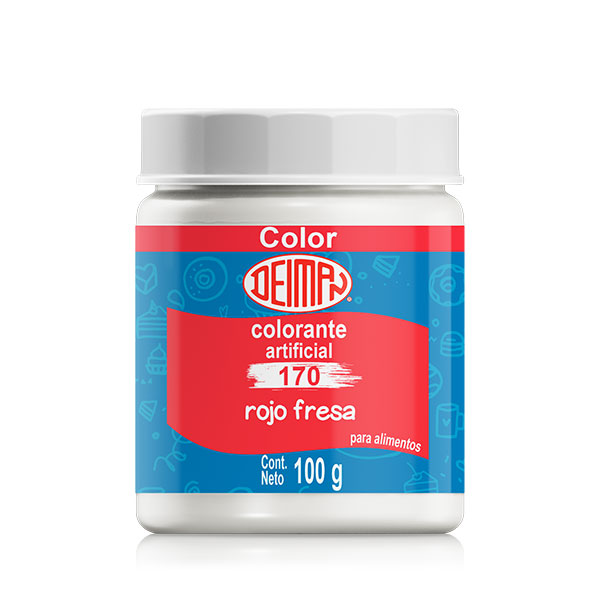 Color
DEIMAN®
colorante
artificial
170
rojo fresa
para alimentos
Cont.
Neto 100 g